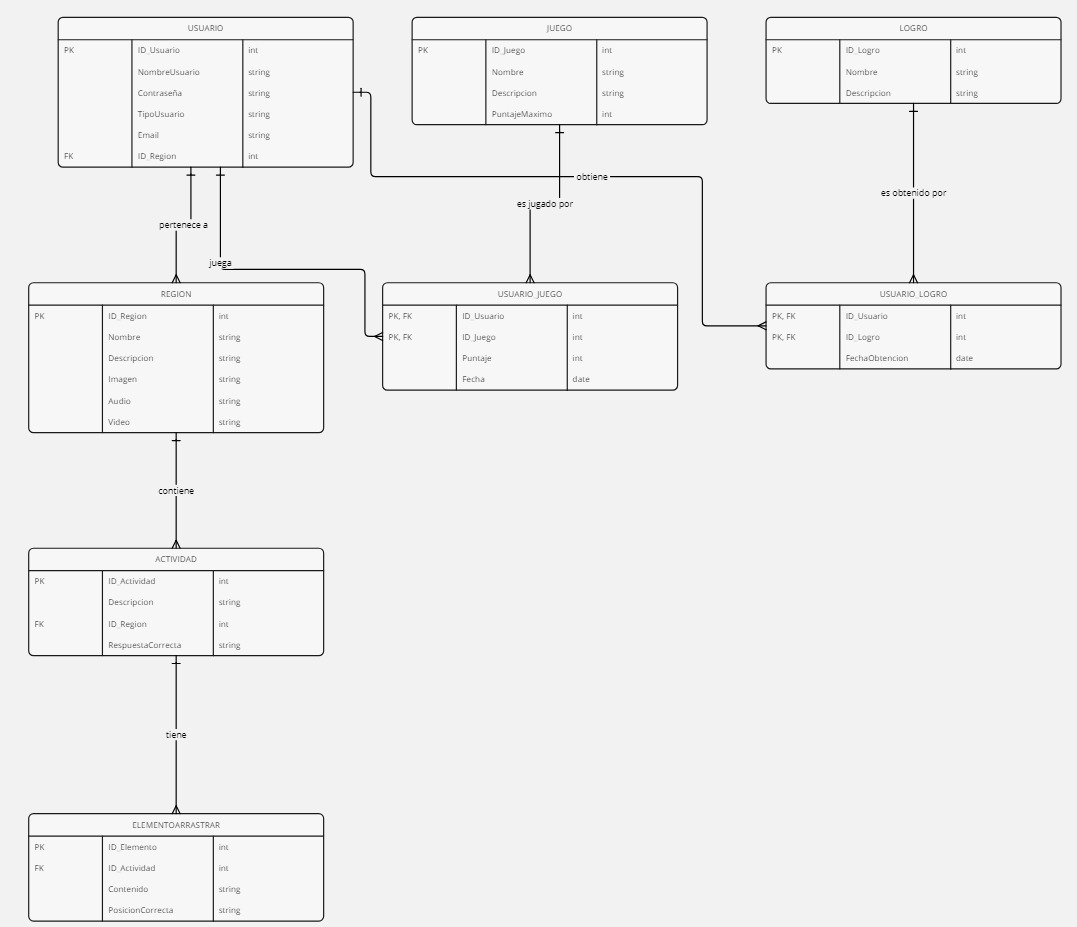 USUARIO
PK ID_Usuario int
NombreUsuario string
Contraseña string
TipoUsuario string
Email string
FK ID_Region int
JUEGO
PK ID_Juego int
Nombre string
Descripcion string
PuntajeMaximo int
LOGRO
PK ID_Logro int
Nombre string
Descripcion string
obtiene
es obtenido por
es jugado por
pertenece a
juega
REGION
PK ID_Region int
Nombre string
Descripcion string
Imagen string
Audio string
Video string
USUARIO_JUEGO
PK, FK ID_Usuario int
PK, FK ID_Juego int
Puntaje int
Fecha date
USUARIO_LOGRO
PK, FK ID_Usuario int
PK, FK ID_Logro int
FechaObtencion date
contiene
ACTIVIDAD
PK ID_Actividad int
Descripcion string
FK ID_Region int
RespuestaCorrecta string
tiene
ELEMENTOARRASTRAR
PK ID_Elemento int
FK ID_Actividad int
Contenido string
PosicionCorrecta string